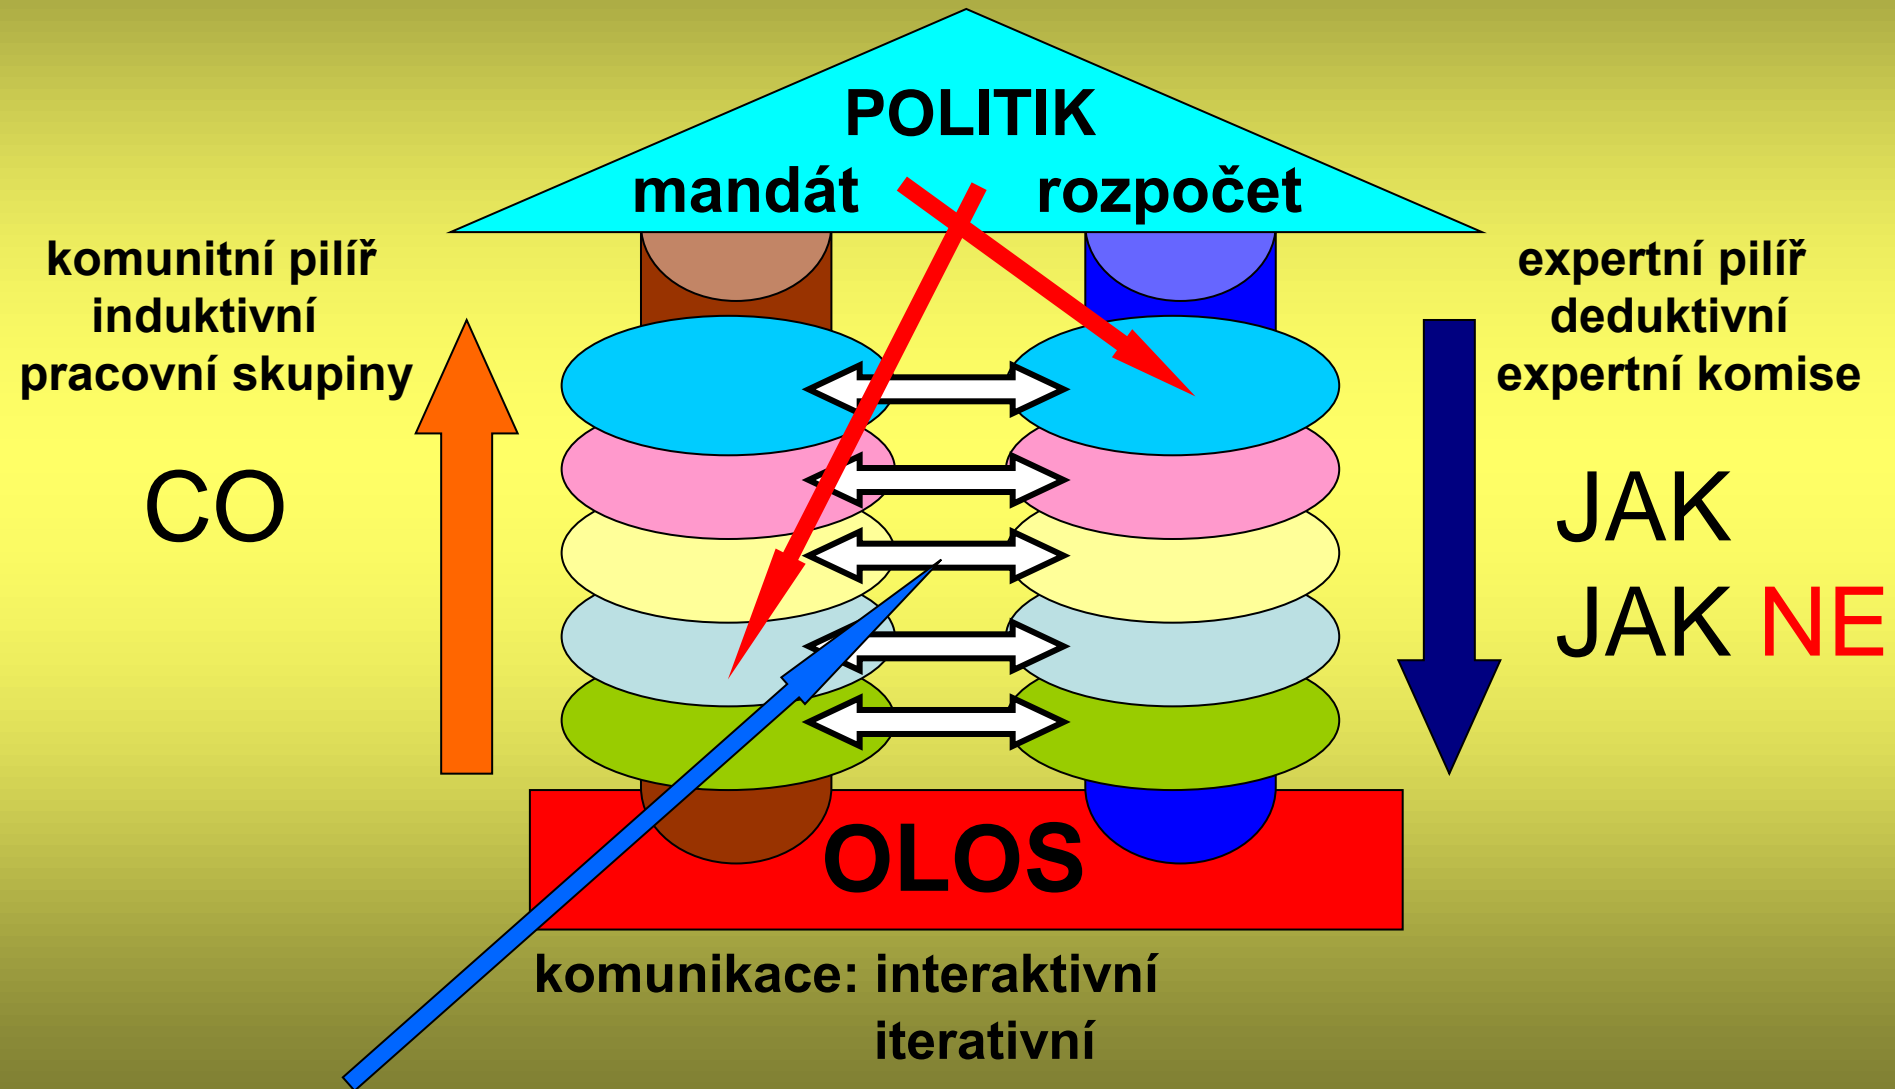 POLITIK
mandát rozpočet
komunitní pilíř
induktivní
pracovní skupiny
CO
expertní pilíř
deduktivní
expertní komise
JAK
JAK NE
OLOS
komunikace: interaktivní
iterativní